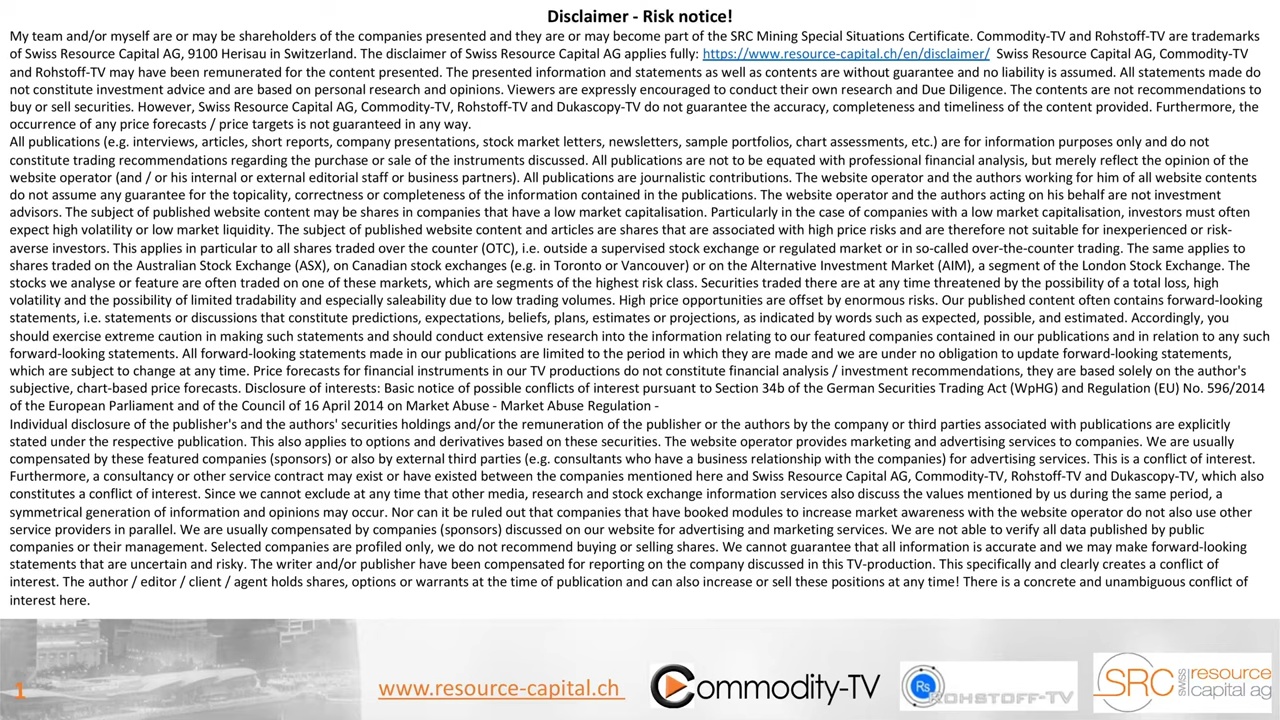 Disclaimer - Risk notice!
My team and/or myself are or may be shareholders of the companies presented and they are or may become part of the SRC Mining Special Situations Certificate. Commodity-TV and Rohstoff-TV are trademarks
of Swiss Resource Capital AG, 9100 Herisau in Switzerland. The disclaimer of Swiss Resource Capital AG applies fully: https://www.resource-capital.ch/en/disclaimer/ Swiss Resource Capital AG, Commodity-TV
and Rohstoff-TV may have been remunerated for the content presented. The presented information and statements as well as contents are without guarantee and no liability is assumed. All statements made do
not constitute investment advice and are based on personal research and opinions. Viewers are expressly encouraged to conduct their own research and Due Diligence. The contents are not recommendations to
buy or sell securities. However, Swiss Resource Capital AG, Commodity-TV, Rohstoff-TV and Dukascopy-TV do not guarantee the accuracy, completeness and timeliness of the content provided. Furthermore, the
occurrence of any price forecasts / price targets is not guaranteed in any way.
All publications (e.g. interviews, articles, short reports, company presentations, stock market letters, newsletters, sample portfolios, chart assessments, etc.) are for information purposes only and do not
constitute trading recommendations regarding the purchase or sale of the instruments discussed. All publications are not to be equated with professional financial analysis, but merely reflect the opinion of the
website operator (and / or his internal or external editorial staff or business partners). All publications are journalistic contributions. The website operator and the authors working for him of all website contents
do not assume any guarantee for the topicality, correctness or completeness of the information contained in the publications. The website operator and the authors acting on his behalf are not investment
advisors. The subject of published website content may be shares in companies that have a low market capitalisation. Particularly in the case of companies with a low market capitalisation, investors must often
expect high volatility or low market liquidity. The subject of published website content and articles are shares that are associated with high price risks and are therefore not suitable for inexperienced or risk-
averse investors. This applies in particular to all shares traded over the counter (OTC), i.e. outside a supervised stock exchange or regulated market or in so-called over-the-counter trading. The same applies to
shares traded on the Australian Stock Exchange (ASX), on Canadian stock exchanges (e.g. in Toronto or Vancouver) or on the Alternative Investment Market (AIM), a segment of the London Stock Exchange. The
stocks we analyse or feature are often traded on one of these markets, which are segments of the highest risk class. Securities traded there are at any time threatened by the possibility of a total loss, high
volatility and the possibility of limited tradability and especially saleability due to low trading volumes. High price opportunities are offset by enormous risks. Our published content often contains forward-looking
statements, i.e. statements or discussions that constitute predictions, expectations, beliefs, plans, estimates or projections, as indicated by words such as expected, possible, and estimated. Accordingly, you
should exercise extreme caution in making such statements and should conduct extensive research into the information relating to our featured companies contained in our publications and in relation to any such
forward-looking statements. All forward-looking statements made in our publications are limited to the period in which they are made and we are under no obligation to update forward-looking statements,
which are subject to change at any time. Price forecasts for financial instruments in our TV productions do not constitute financial analysis / investment recommendations, they are based solely on the author's
subjective, chart-based price forecasts. Disclosure of interests: Basic notice of possible conflicts of interest pursuant to Section 34b of the German Securities Trading Act (WpHG) and Regulation (EU) No. 596/2014
of the European Parliament and of the Council of 16 April 2014 on Market Abuse - Market Abuse Regulation -
Individual disclosure of the publisher's and the authors' securities holdings and/or the remuneration of the publisher or the authors by the company or third parties associated with publications are explicitly
stated under the respective publication. This also applies to options and derivatives based on these securities. The website operator provides marketing and advertising services to companies. We are usually
compensated by these featured companies (sponsors) or also by external third parties (e.g. consultants who have a business relationship with the companies) for advertising services. This is a conflict of interest.
Furthermore, a consultancy or other service contract may exist or have existed between the companies mentioned here and Swiss Resource Capital AG, Commodity-TV, Rohstoff-TV and Dukascopy-TV, which also
constitutes a conflict of interest. Since we cannot exclude at any time that other media, research and stock exchange information services also discuss the values mentioned by us during the same period, a
symmetrical generation of information and opinions may occur. Nor can it be ruled out that companies that have booked modules to increase market awareness with the website operator do not also use other
service providers in parallel. We are usually compensated by companies (sponsors) discussed on our website for advertising and marketing services. We are not able to verify all data published by public
companies or their management. Selected companies are profiled only, we do not recommend buying or selling shares. We cannot guarantee that all information is accurate and we may make forward-looking
statements that are uncertain and risky. The writer and/or publisher have been compensated for reporting on the company discussed in this TV-production. This specifically and clearly creates a conflict of
interest. The author / editor / client / agent holds shares, options or warrants at the time of publication and can also increase or sell these positions at any time! There is a concrete and unambiguous conflict of
interest here.
1
www.resource-capital.ch
Commodity-TV
Rs
ROHSTOFF-TV
SRC
SWISS
resource
capital ag